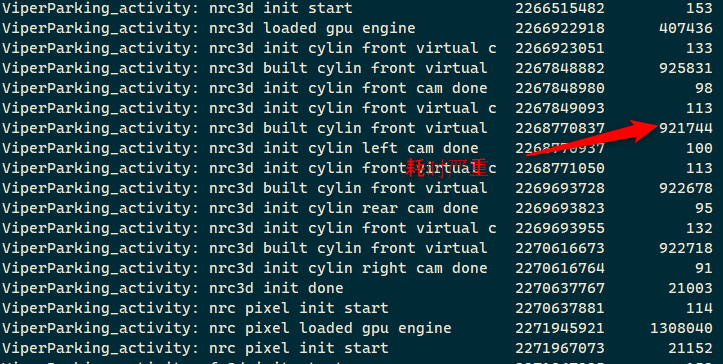 ViperParking_activity: nrc3d init start 2266515482 153
ViperParking_activity: nrc3d loaded gpu engine 2266922918 407436
ViperParking_activity: nrc3d init cylin front virtual c 2266923051 133
ViperParking_activity: nrc3d built cylin front virtual 2267848882 925831
ViperParking_activity: nrc3d init cylin front cam done 2267848980 98
ViperParking_activity: nrc3d init cylin front virtual c 2267849093 113
ViperParking_activity: nrc3d built cylin front virtual 2268770837 921744
ViperParking_activity: nrc3d init cylin left cam done 2268770937 100
耗时严重
ViperParking_activity: nrc3d init cylin front virtual c 2268771050 113
ViperParking_activity: nrc3d built cylin front virtual 2269693728 922678
ViperParking_activity: nrc3d init cylin rear cam done 2269693823 95
ViperParking_activity: nrc3d init cylin front virtual c 2269693955 132
ViperParking_activity: nrc3d built cylin front virtual 2270616673 922718
ViperParking_activity: nrc3d init cylin right cam done 2270616764 91
ViperParking_activity: nrc3d init done 2270637767 21003
ViperParking_activity: nrc pixel init start 2270637881 114
ViperParking_activity: nrc pixel loaded gpu engine 2271945921 1308040
ViperParking_activity: nrc pixel init start 2271967073 21152